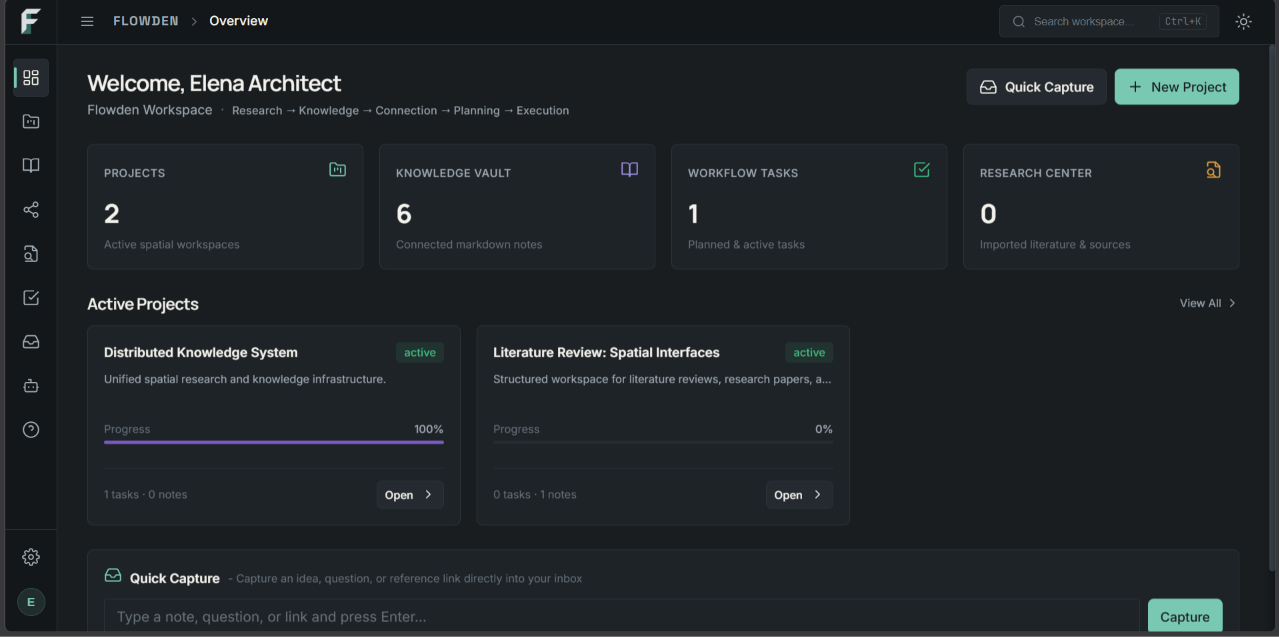 FLOWDEN > Overview
Search workspace... Ctrl+K
Welcome, Elena Architect
Flowden Workspace · Research → Knowledge → Connection → Planning → Execution
Quick Capture
+ New Project
PROJECTS
2
Active spatial workspaces
KNOWLEDGE VAULT
6
Connected markdown notes
WORKFLOW TASKS
1
Planned & active tasks
RESEARCH CENTER
0
Imported literature & sources
Active Projects
View All >
Distributed Knowledge System active
Unified spatial research and knowledge infrastructure.
Progress 100%
1 tasks · 0 notes Open >
Literature Review: Spatial Interfaces active
Structured workspace for literature reviews, research papers, a...
Progress 0%
0 tasks · 1 notes Open >
Quick Capture - Capture an idea, question, or reference link directly into your inbox
Type a note, question, or link and press Enter...
Capture
E